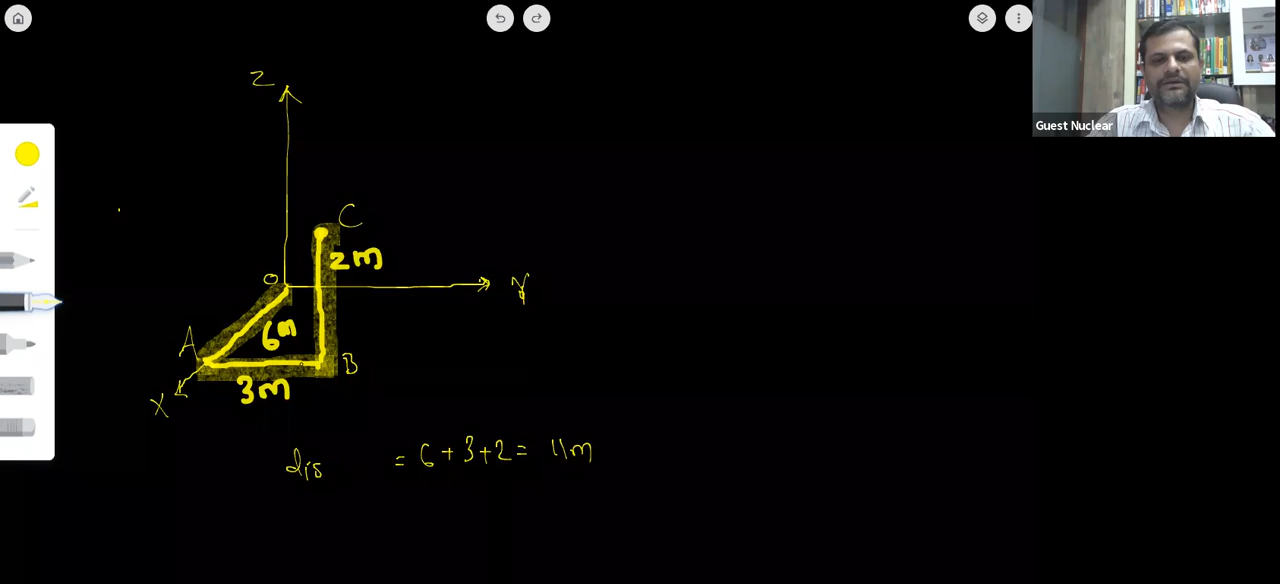 Guest Nuclear
Z
C
2m
O
Y
6m
A
B
3m
X
dis = 6+3+2= 11m